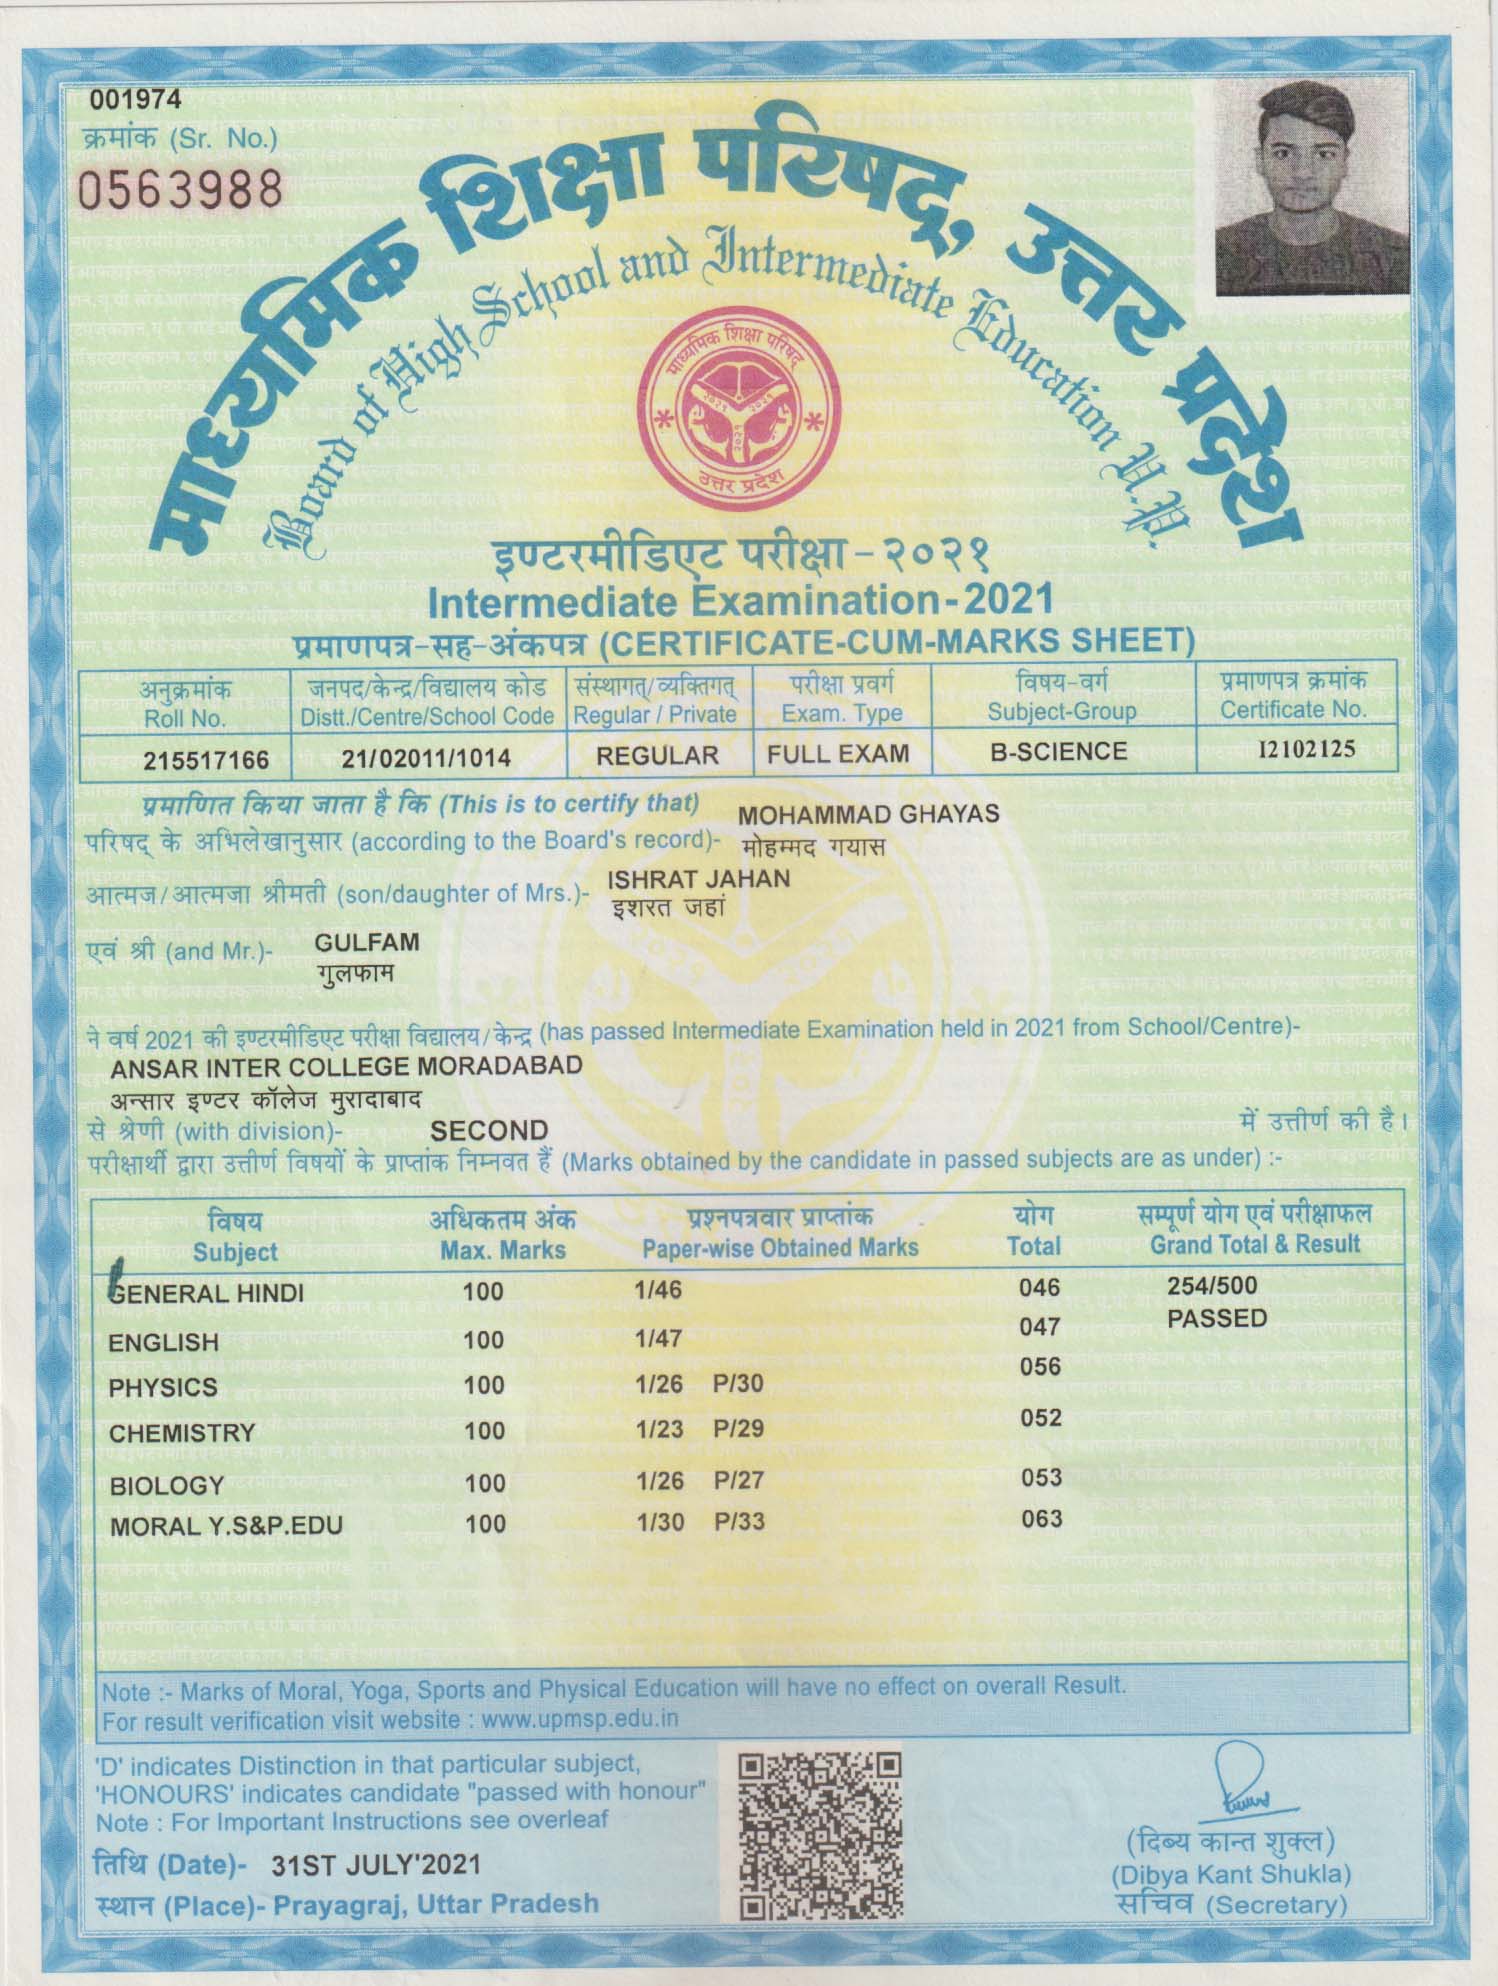 001974
क्रमांक (Sr. No.)
0563988
माध्यमिक शिक्षा परिषद्, उत्तर प्रदेश
Board of High School and Intermediate Education U.P.
माध्यमिक शिक्षा परिषद्
२०२१ २०२१
२०२१
उत्तर प्रदेश
इण्टरमीडिएट परीक्षा-२०२१
Intermediate Examination-2021
प्रमाणपत्र-सह-अंकपत्र (CERTIFICATE-CUM-MARKS SHEET)
अनुक्रमांक जनपद/केन्द्र/विद्यालय कोड संस्थागत्/व्यक्तिगत् परीक्षा प्रवर्ग विषय-वर्ग प्रमाणपत्र क्रमांक
Roll No. Distt./Centre/School Code Regular / Private Exam. Type Subject-Group Certificate No.
215517166 21/02011/1014 REGULAR FULL EXAM B-SCIENCE I2102125
प्रमाणित किया जाता है कि (This is to certify that) MOHAMMAD GHAYAS
परिषद् के अभिलेखानुसार (according to the Board's record)- मोहम्मद गयास
ISHRAT JAHAN
आत्मज/आत्मजा श्रीमती (son/daughter of Mrs.)- इशरत जहां
एवं श्री (and Mr.)- GULFAM
गुलफाम
ने वर्ष 2021 की इण्टरमीडिएट परीक्षा विद्यालय/केन्द्र (has passed Intermediate Examination held in 2021 from School/Centre)-
ANSAR INTER COLLEGE MORADABAD
अन्सार इण्टर कॉलेज मुरादाबाद
से श्रेणी (with division)- SECOND में उत्तीर्ण की है।
परीक्षार्थी द्वारा उत्तीर्ण विषयों के प्राप्तांक निम्नवत हैं (Marks obtained by the candidate in passed subjects are as under) :-
विषय अधिकतम अंक प्रश्नपत्रवार प्राप्तांक योग सम्पूर्ण योग एवं परीक्षाफल
Subject Max. Marks Paper-wise Obtained Marks Total Grand Total & Result
GENERAL HINDI 100 1/46 046 254/500
PASSED
ENGLISH 100 1/47 047
PHYSICS 100 1/26 P/30 056
CHEMISTRY 100 1/23 P/29 052
BIOLOGY 100 1/26 P/27 053
MORAL Y.S&P.EDU 100 1/30 P/33 063
Note :- Marks of Moral, Yoga, Sports and Physical Education will have no effect on overall Result.
For result verification visit website : www.upmsp.edu.in
'D' indicates Distinction in that particular subject,
'HONOURS' indicates candidate "passed with honour"
Note : For Important Instructions see overleaf
तिथि (Date)- 31ST JULY'2021
स्थान (Place)- Prayagraj, Uttar Pradesh
(दिब्य कान्त शुक्ल)
(Dibya Kant Shukla)
सचिव (Secretary)